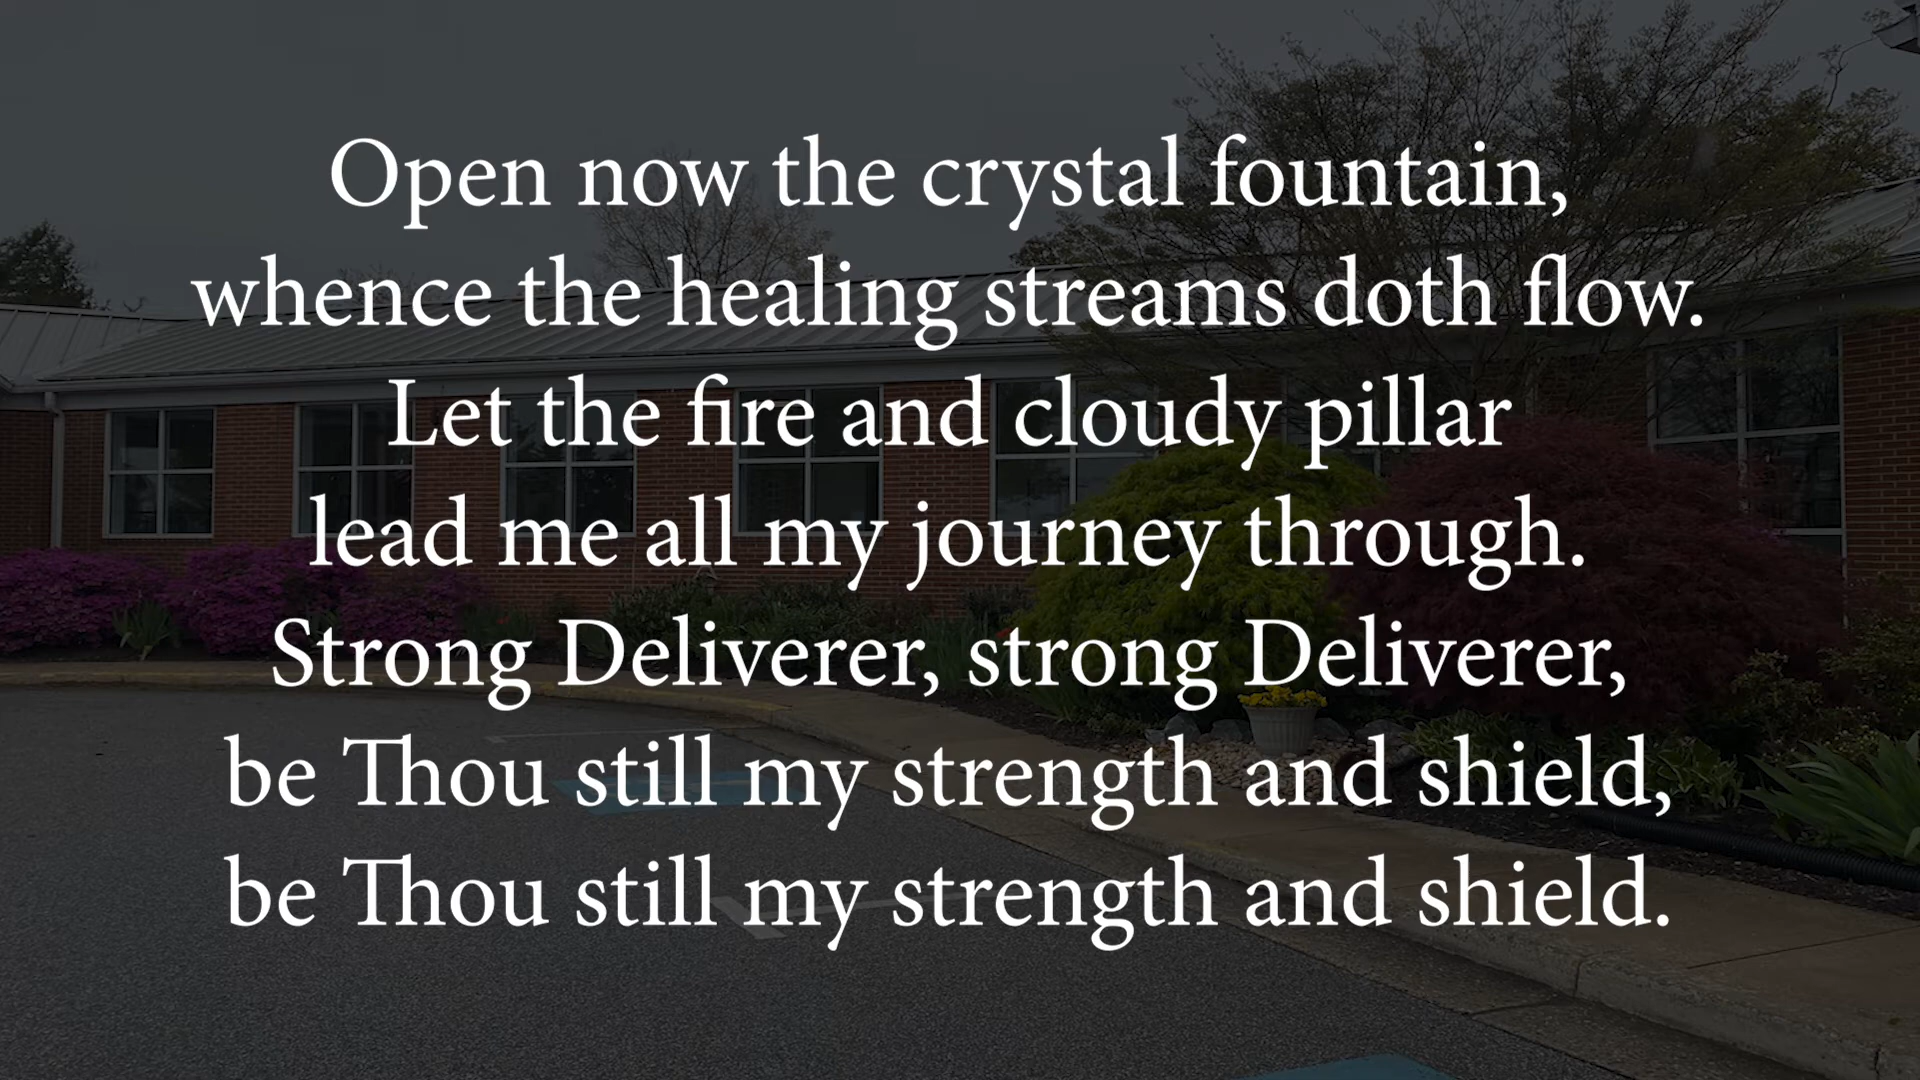 Open now the crystal fountain,
whence the healing streams doth flow.
Let the fire and cloudy pillar
lead me all my journey through.
Strong Deliverer, strong Deliverer,
be Thou still my strength and shield,
be Thou still my strength and shield.